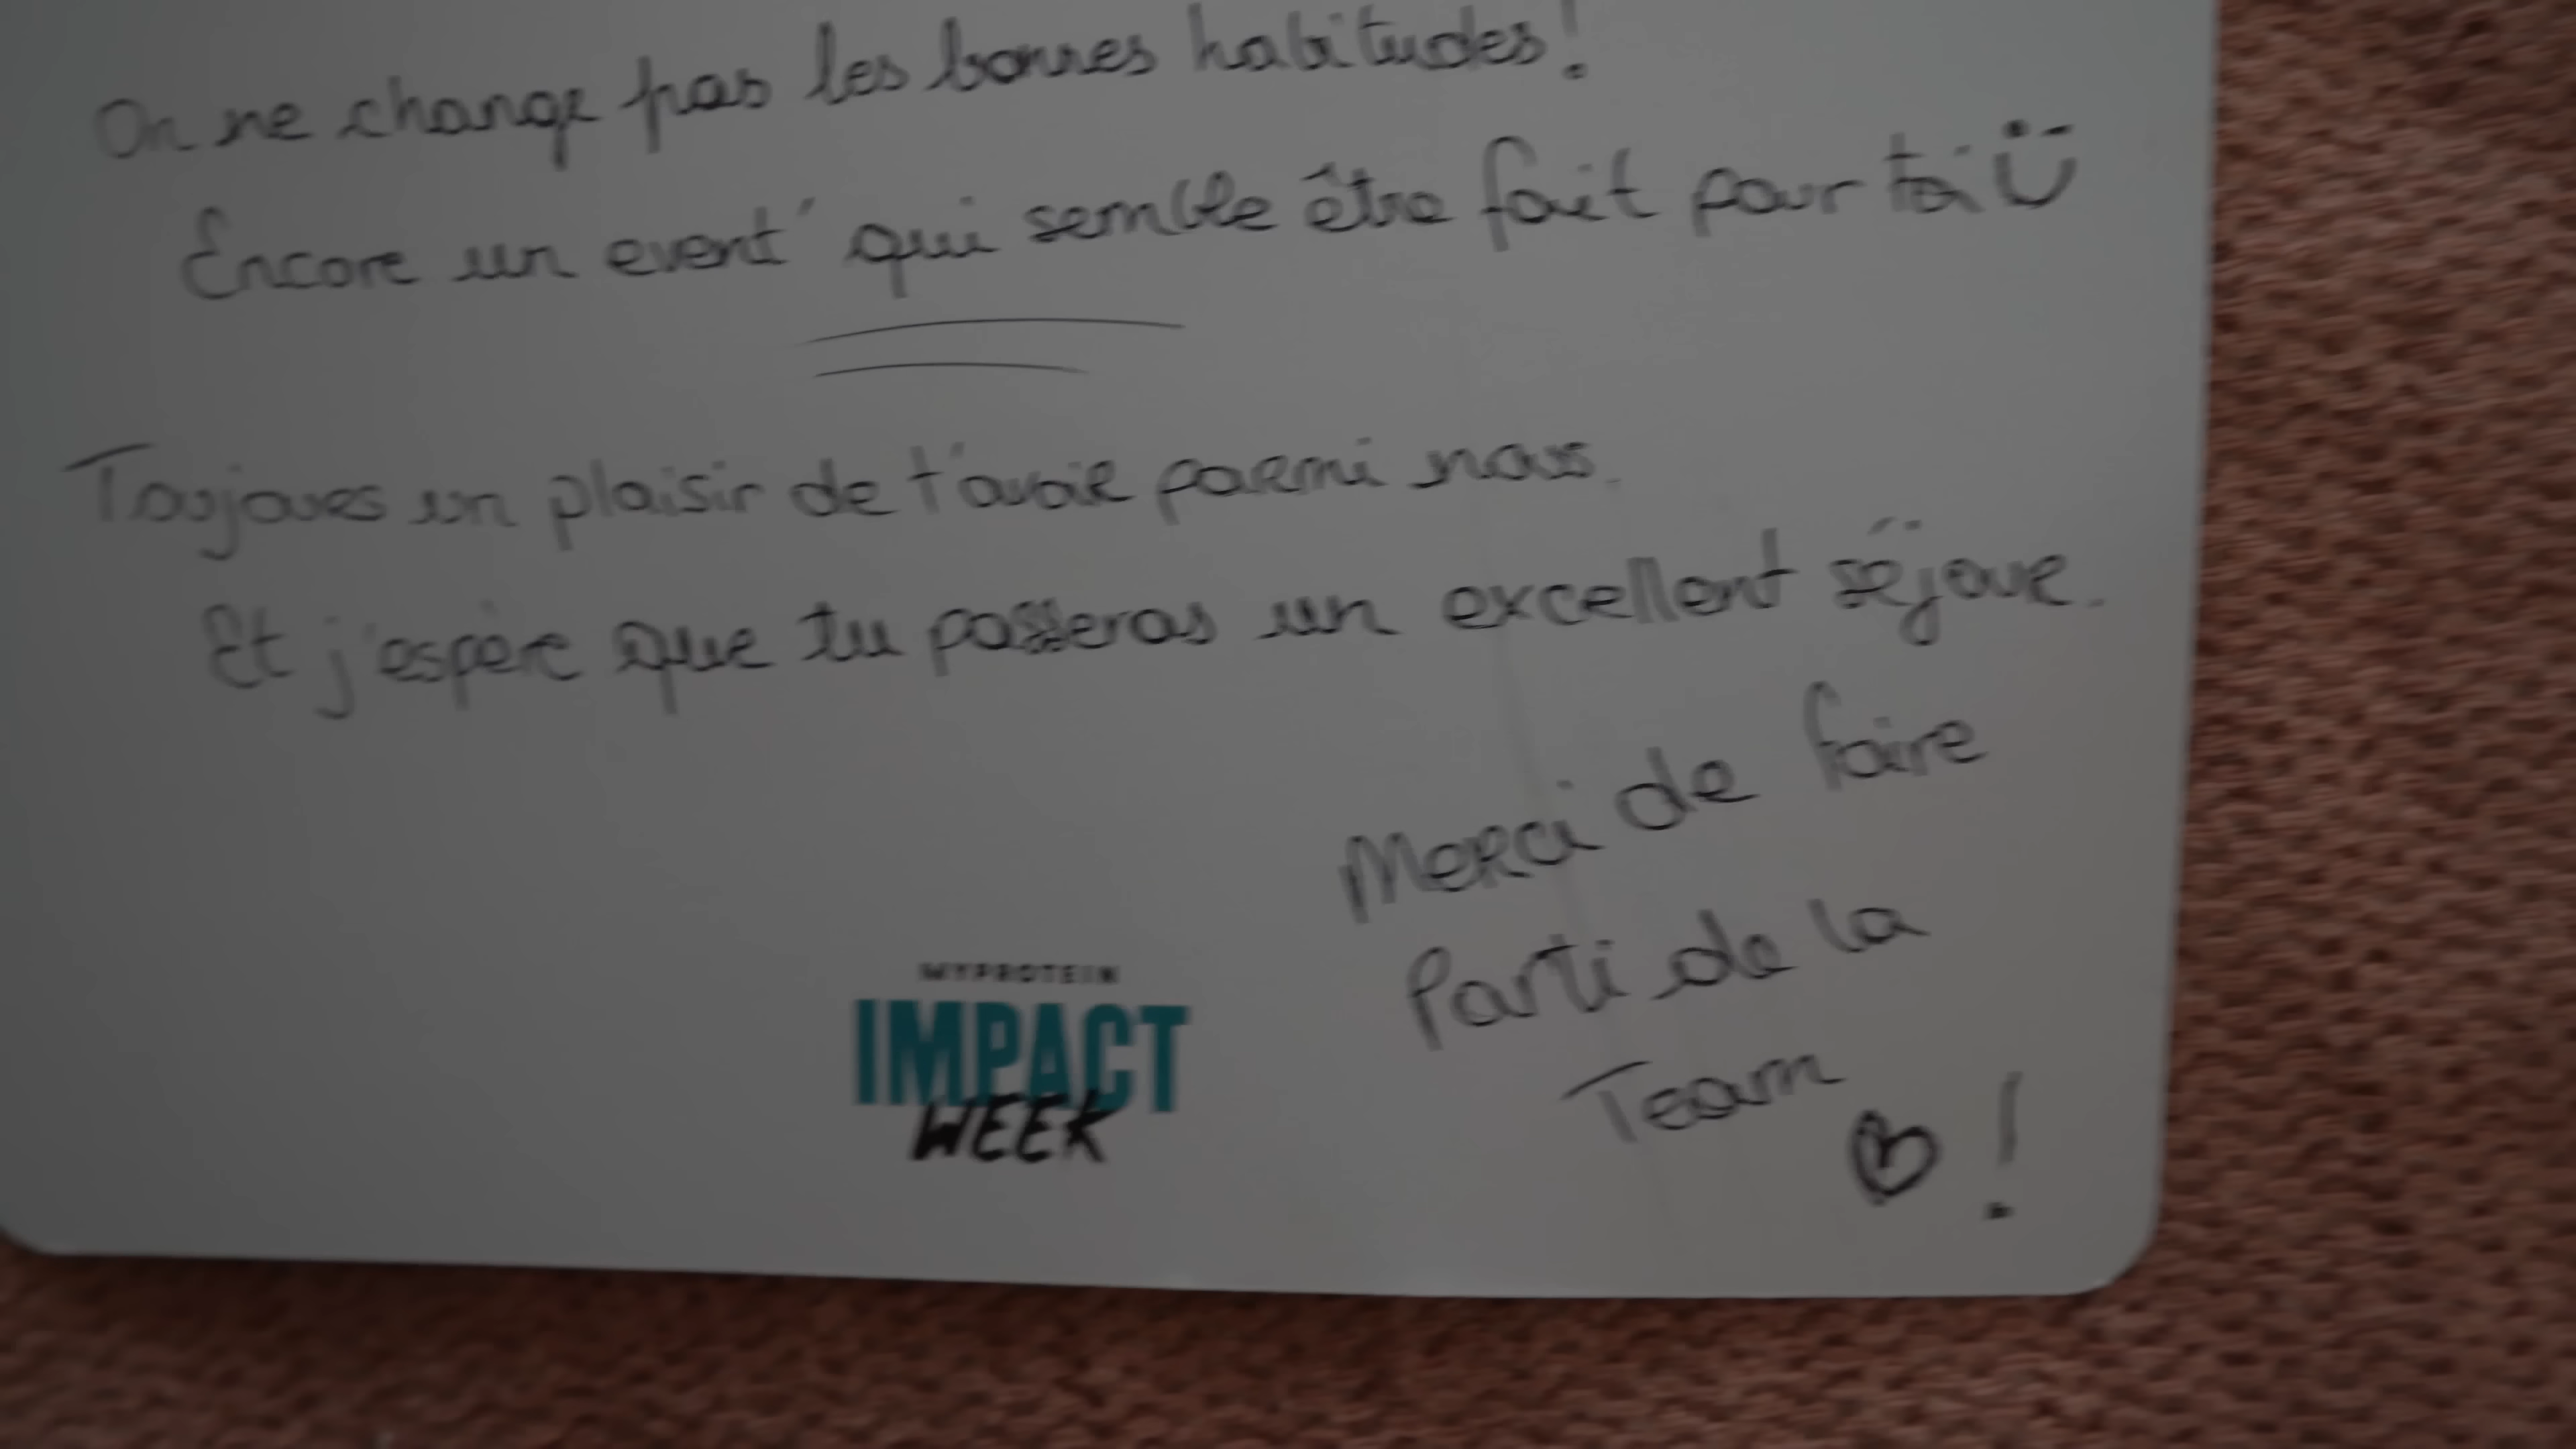 On ne change pas les bonnes habitudes!
Encore un event' qui semble être fait pour toi
Toujours un plaisir de t'avoir parmi nous.
Et j'espère que tu passeras un excellent séjour.
Merci de faire
Parti de la
Team
!
MYPROTEIN
IMPACT
WEEK